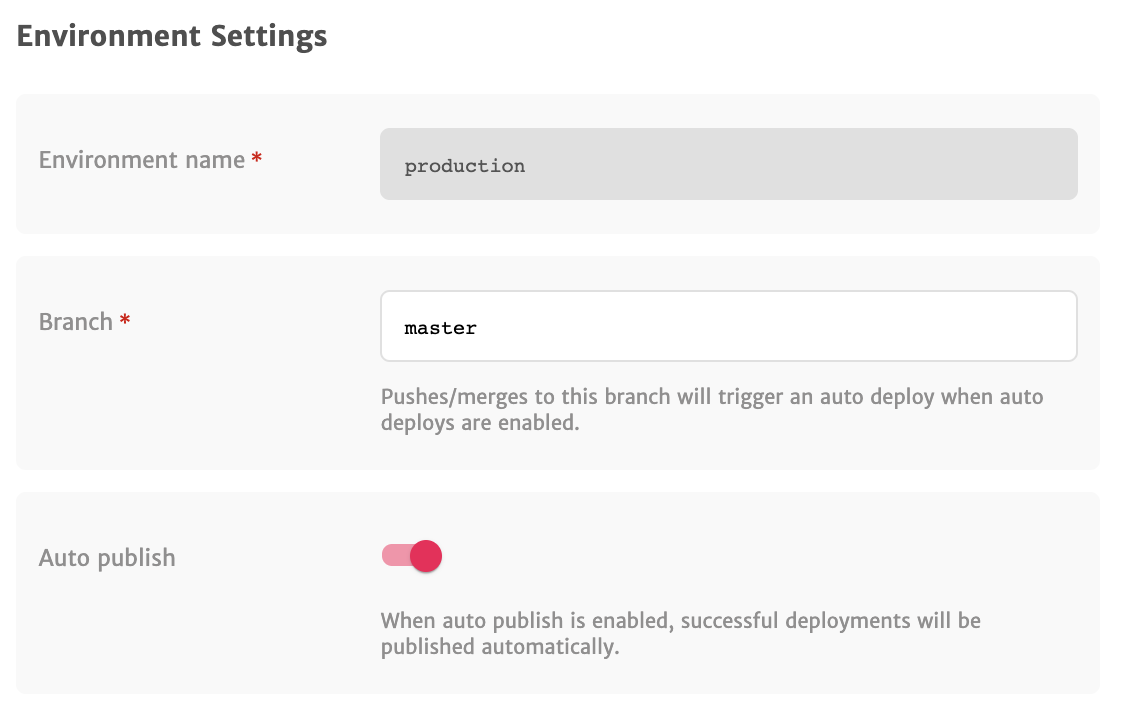 Environment Settings
Environment name *
production
Branch *
master
Pushes/merges to this branch will trigger an auto deploy when auto
deploys are enabled.
Auto publish
When auto publish is enabled, successful deployments will be
published automatically.